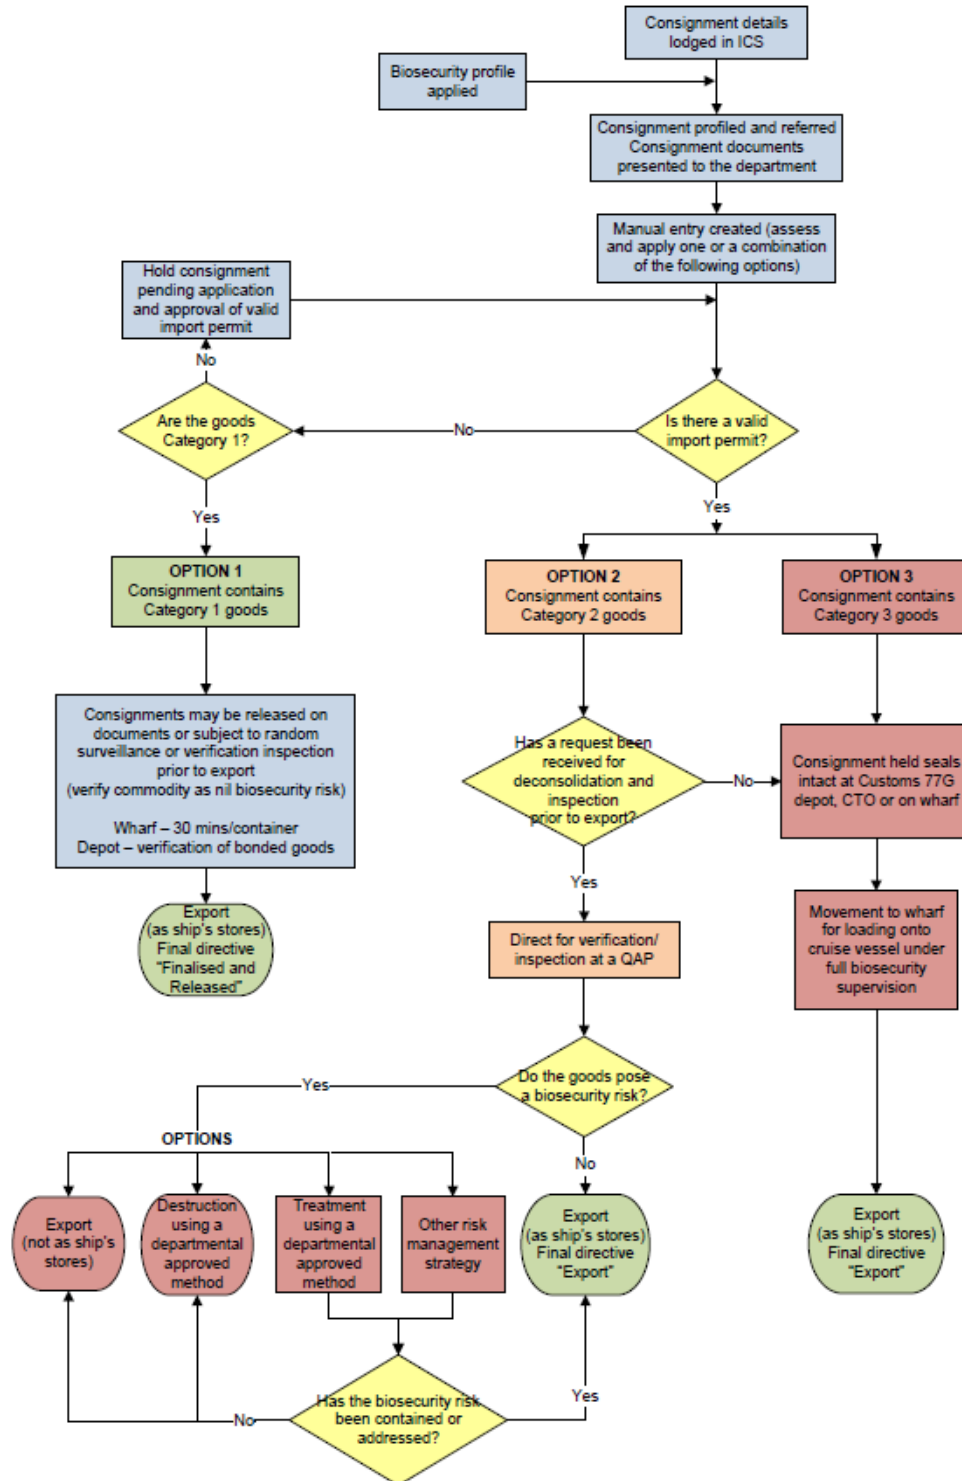 Consignment details
lodged in ICS
Biosecurity profile
applied
Consignment profiled and referred
Consignment documents
presented to the department
Manual entry created (assess
and apply one or a combination
of the following options)
Hold consignment
pending application
and approval of valid
import permit
No
Are the goods
Category 1?
No
Is there a valid
import permit?
Yes
Yes
OPTION 1
Consignment contains
Category 1 goods
OPTION 2
Consignment contains
Category 2 goods
OPTION 3
Consignment contains
Category 3 goods
Consignments may be released on
documents or subject to random
surveillance or verification inspection
prior to export
(verify commodity as nil biosecurity risk)
Wharf – 30 mins/container
Depot – verification of bonded goods
Has a request been
received for
deconsolidation and
inspection
prior to export?
No
Consignment held seals
intact at Customs 77G
depot, CTO or on wharf
Yes
Export
(as ship's stores)
Final directive
"Finalised and
Released"
Direct for verification/
inspection at a QAP
Movement to wharf
for loading onto
cruise vessel under
full biosecurity
supervision
Do the goods pose
a biosecurity risk?
Yes
OPTIONS
No
Export
(not as ship's
stores)
Destruction
using a
departmental
approved
method
Treatment
using a
departmental
approved
method
Other risk
management
strategy
Export
(as ship's stores)
Final directive
"Export"
Export
(as ship's stores)
Final directive
"Export"
Has the biosecurity risk
been contained or
addressed?
No
Yes